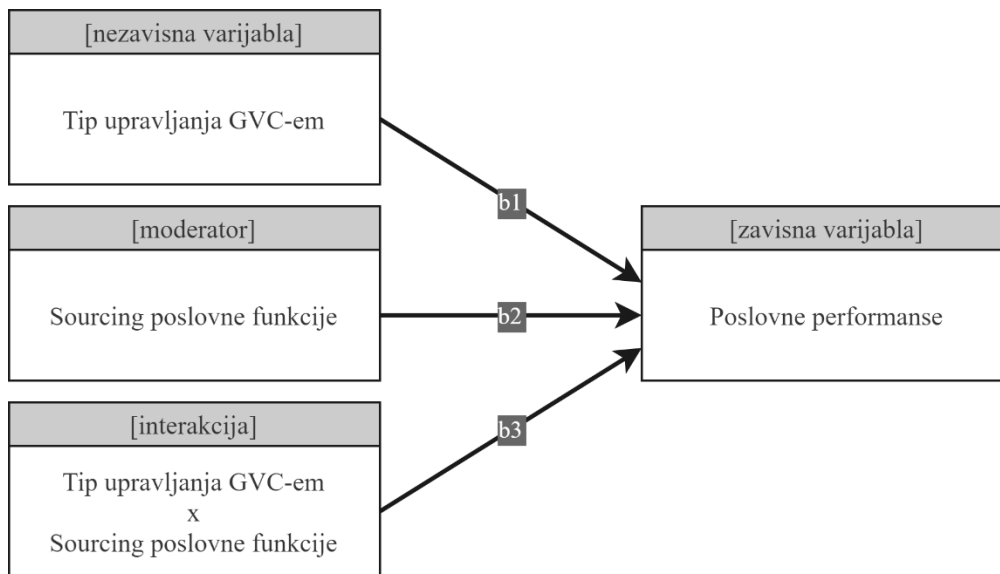 [nezavisna varijabla]
Tip upravljanja GVC-em
b1
[moderator]
Sourcing poslovne funkcije
b2
[zavisna varijabla]
Poslovne performanse
[interakcija]
Tip upravljanja GVC-em
x
Sourcing poslovne funkcije
b3